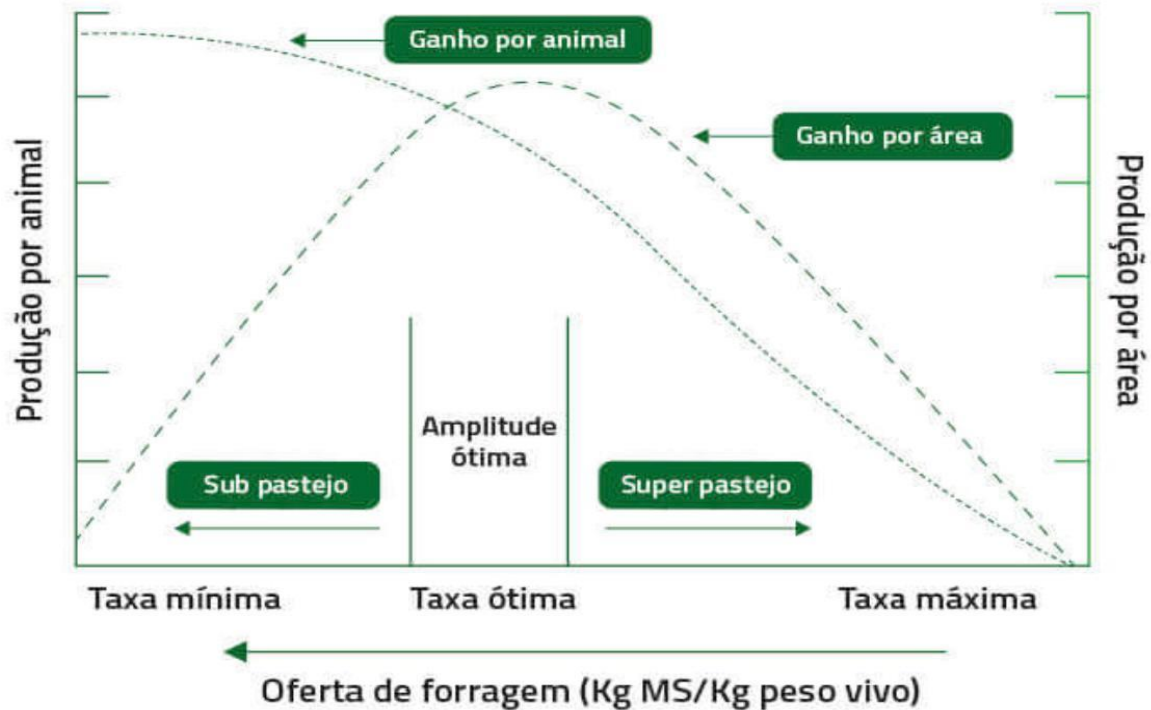 Ganho por animal
Ganho por área
Produção por animal
Produção por área
Amplitude
ótima
Sub pastejo
Super pastejo
Taxa mínima
Taxa ótima
Taxa máxima
Oferta de forragem (Kg MS/Kg peso vivo)